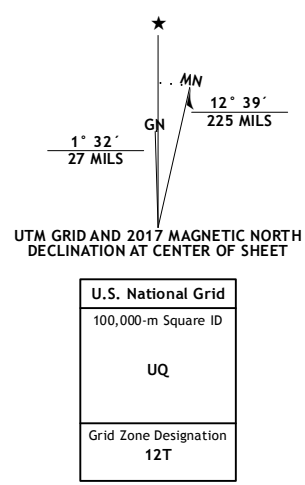 ★
MN
GN
12° 39´
225 MILS
1° 32´
27 MILS
UTM GRID AND 2017 MAGNETIC NORTH
DECLINATION AT CENTER OF SHEET
U.S. National Grid
100,000-m Square ID
UQ
Grid Zone Designation
12T